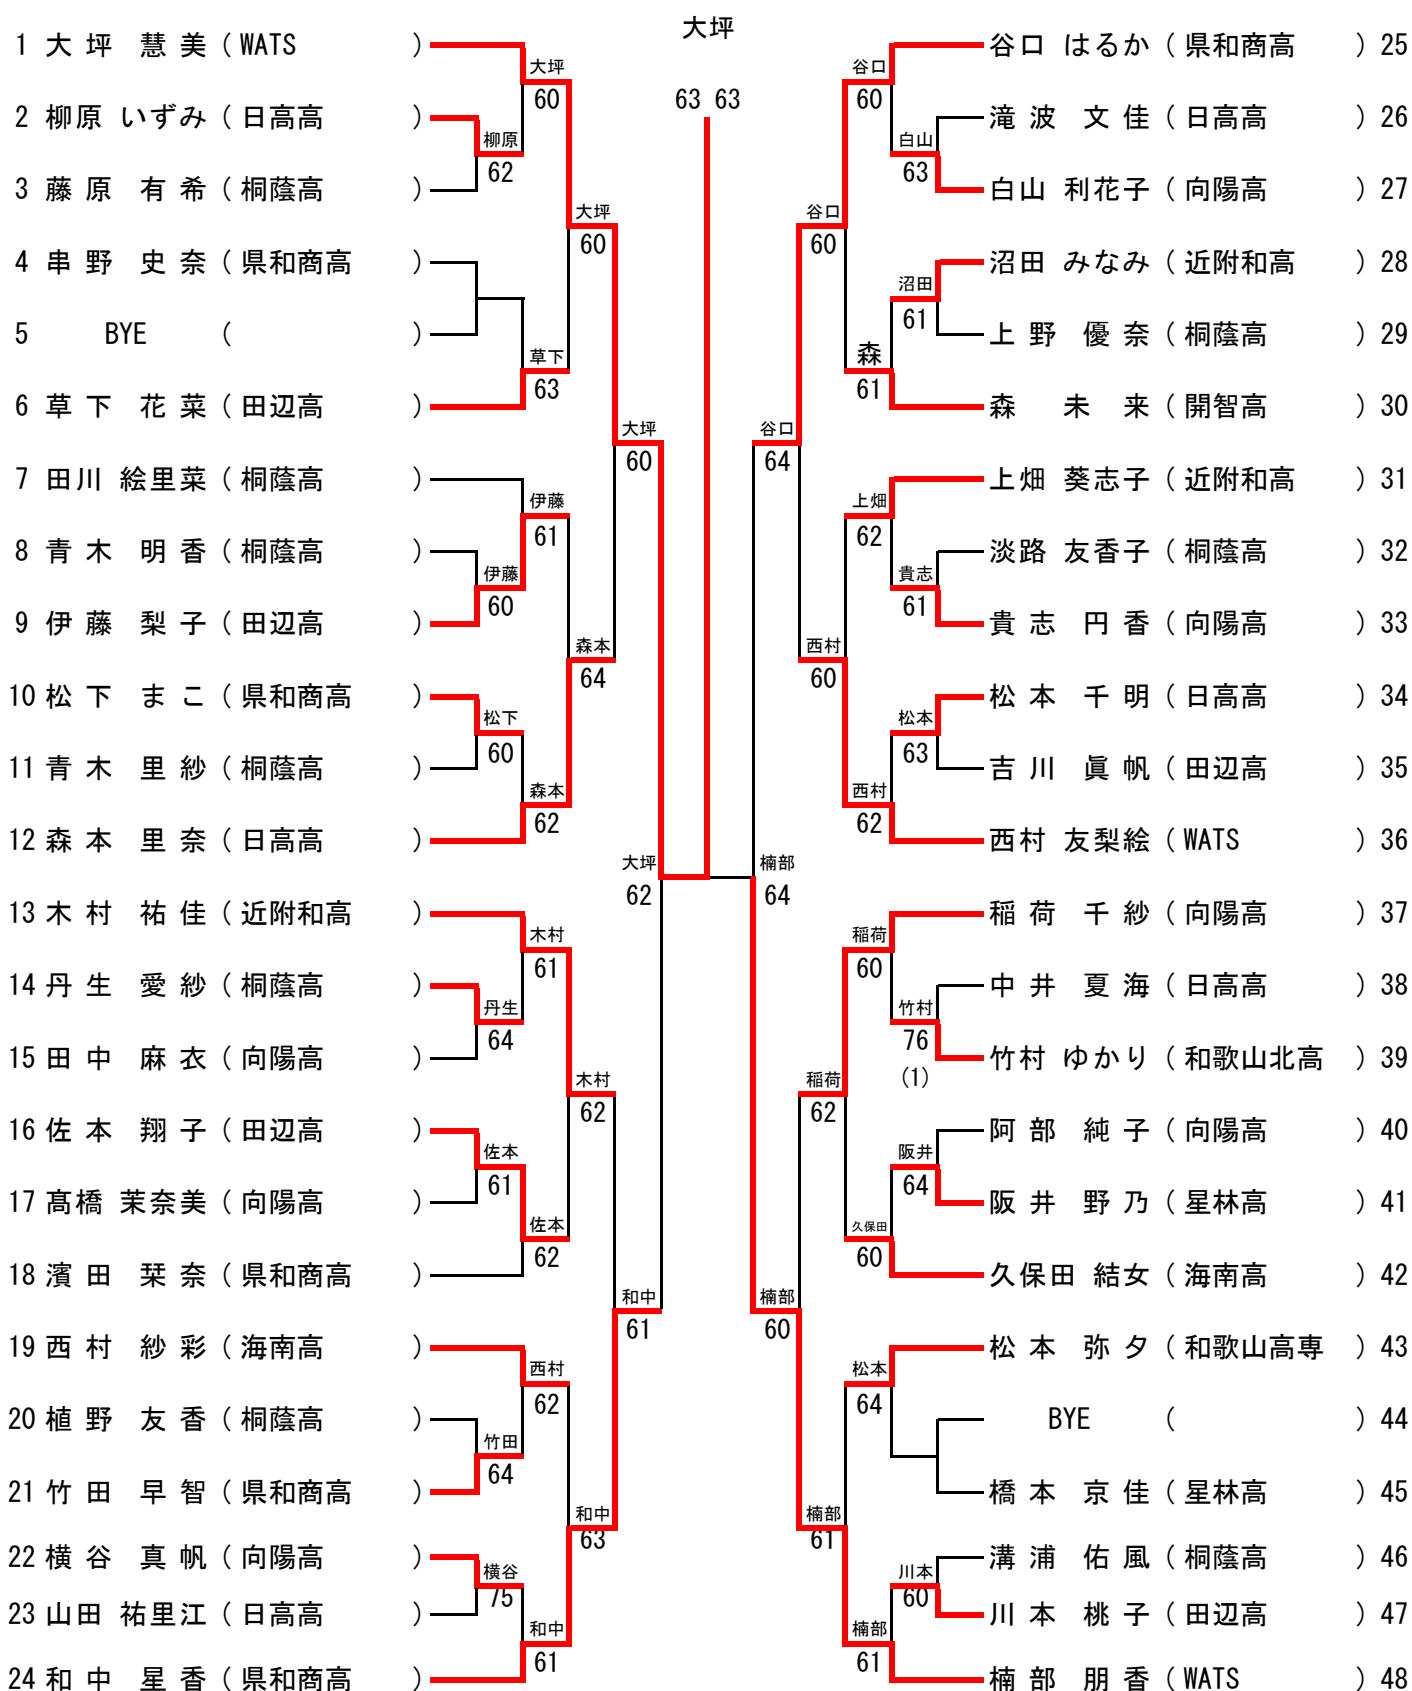 大坪
63 63
1 大坪 慧美 (WATS )
2 柳原 いずみ (日高高 )
3 藤原 有希 (桐蔭高 )
4 串野 史奈 (県和商高 )
5 BYE ( )
6 草下 花菜 (田辺高 )
7 田川 絵里菜 (桐蔭高 )
8 青木 明香 (桐蔭高 )
9 伊藤 梨子 (田辺高 )
10 松下 まこ (県和商高 )
11 青木 里紗 (桐蔭高 )
12 森本 里奈 (日高高 )
13 木村 祐佳 (近附和高 )
14 丹生 愛紗 (桐蔭高 )
15 田中 麻衣 (向陽高 )
16 佐本 翔子 (田辺高 )
17 髙橋 茉奈美 (向陽高 )
18 濱田 栞奈 (県和商高 )
19 西村 紗彩 (海南高 )
20 植野 友香 (桐蔭高 )
21 竹田 早智 (県和商高 )
22 横谷 真帆 (向陽高 )
23 山田 祐里江 (日高高 )
24 和中 星香 (県和商高 )
柳原
62
伊藤
60
松下
60
丹生
64
佐本
61
竹田
64
横谷
75
大坪
60
草下
63
伊藤
61
森本
62
木村
61
佐本
62
西村
62
和中
61
大坪
60
森本
64
木村
62
和中
63
大坪
60
和中
61
大坪
62
楠部
64
谷口
64
楠部
60
谷口
60
西村
60
稲荷
62
楠部
61
谷口
60
森
61
上畑
62
西村
62
稲荷
60
久保田
60
松本
64
楠部
61
白山
63
沼田
61
貴志
61
松本
63
竹村
76
(1)
阪井
64
川本
60
谷口 はるか (県和商高 ) 25
滝波 文佳 (日高高 ) 26
白山 利花子 (向陽高 ) 27
沼田 みなみ (近附和高 ) 28
上野 優奈 (桐蔭高 ) 29
森 未来 (開智高 ) 30
上畑 葵志子 (近附和高 ) 31
淡路 友香子 (桐蔭高 ) 32
貴志 円香 (向陽高 ) 33
松本 千明 (日高高 ) 34
吉川 眞帆 (田辺高 ) 35
西村 友梨絵 (WATS ) 36
稲荷 千紗 (向陽高 ) 37
中井 夏海 (日高高 ) 38
竹村 ゆかり (和歌山北高 ) 39
阿部 純子 (向陽高 ) 40
阪井 野乃 (星林高 ) 41
久保田 結女 (海南高 ) 42
松本 弥夕 (和歌山高専 ) 43
BYE ( ) 44
橋本 京佳 (星林高 ) 45
溝浦 佑風 (桐蔭高 ) 46
川本 桃子 (田辺高 ) 47
楠部 朋香 (WATS ) 48